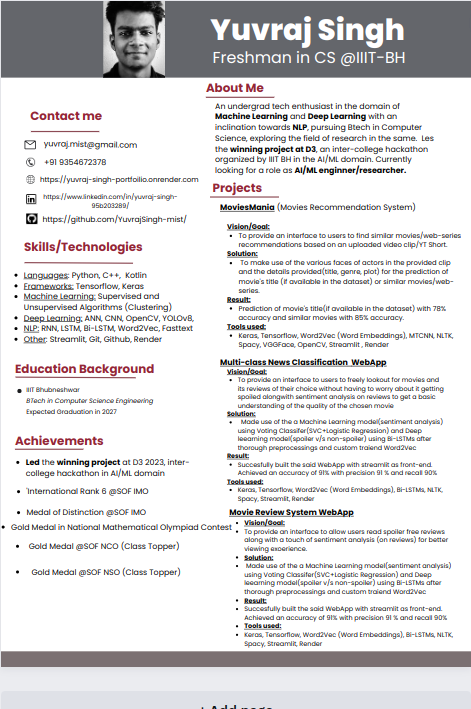 Yuvraj Singh
Freshman in CS @IIIT-BH
Contact me
yuvraj.mist@gmail.com
+91 9354672378
https://yuvraj-singh-portfoilio.onrender.com
https://www.linkedin.com/in/yuvraj-singh-
95b203289/
https://github.com/YuvrajSingh-mist/
Skills/Technologies
Languages: Python, C++, Kotlin
Frameworks: Tensorflow, Keras
Machine Learning: Supervised and
Unsupervised Algorithms (Clustering)
Deep Learning: ANN, CNN, OpenCV, YOLOv8,
NLP: RNN, LSTM, Bi-LSTM, Word2Vec, Fasttext
Other: Streamlit, Git, Github, Render
Education Background
IIIT Bhubneshwar
BTech in Computer Science Engineering
Expected Graduation in 2027
Achievements
Led the winning project at D3 2023, inter-
college hackathon in AI/ML domain
International Rank 6 @SOF IMO
Medal of Distinction @SOF IMO
Gold Medal in National Mathematical Olympiad Contest
Gold Medal @SOF NCO (Class Topper)
Gold Medal @SOF NSO (Class Topper)
About Me
An undergrad tech enthusiast in the domain of
Machine Learning and Deep Learning with an
inclination towards NLP, pursuing Btech in Computer
Science, exploring the field of research in the same. Les
the winning project at D3, an inter-college hackathon
organized by IIIT BH in the AI/ML domain. Currently
looking for a role as AI/ML enginner/researcher.
Projects
MoviesMania (Movies Recommendation System)
Vision/Goal:
To provide an interface to users to find similar movies/web-series
recommendations based on an uploaded video clip/YT Short.
Solution:
To make use of the various faces of actors in the provided clip
and the details provided(title, genre, plot) for the prediction of
movie's title (if available in the dataset) or similar movies/web-
series.
Result:
Prediction of movie's title(if available in the dataset) with 78%
accuracy and similar movies with 85% accuracy.
Tools used:
Keras, Tensorflow, Word2Vec (Word Embeddings), MTCNN, NLTK,
Spacy, VGGFace, OpenCV, Streamlit , Render
Multi-class News Classification WebApp
Vision/Goal:
To provide an interface to users to freely lookout for movies and
its reviews of their choice without having to worry about it getting
spoiled alongwith sentiment analysis on reviews to get a basic
understanding of the quality of the chosen movie
Solution:
Made use of the a Machine Learning model(sentiment analysis)
using Voting Classifer(SVC+Logistic Regression) and Deep
leearning model(spoiler v/s non-spoiler) using Bi-LSTMs after
thorough preprocessings and custom traiend Word2Vec
Result:
Succesfully built the said WebApp with streamlit as front-end.
Achieved an accuracy of 91% with precision 91 % and recall 90%
Tools used:
Keras, Tensorflow, Word2Vec (Word Embeddings), Bi-LSTMs, NLTK,
Spacy, Streamlit, Render
Movie Review System WebApp
Vision/Goal:
To provide an interface to allow users read spoiler free reviews
along with a touch of sentiment analysis (on reviews) for better
viewing experience.
Solution:
Made use of the a Machine Learning model(sentiment analysis)
using Voting Classifer(SVC+Logistic Regression) and Deep
leearning model(spoiler v/s non-spoiler) using Bi-LSTMs after
thorough preprocessings and custom traiend Word2Vec
Result:
Succesfully built the said WebApp with streamlit as front-end.
Achieved an accuracy of 91% with precision 91 % and recall 90%
Tools used:
Keras, Tensorflow, Word2Vec (Word Embeddings), Bi-LSTMs, NLTK,
Spacy, Streamlit, Render
+ Add page